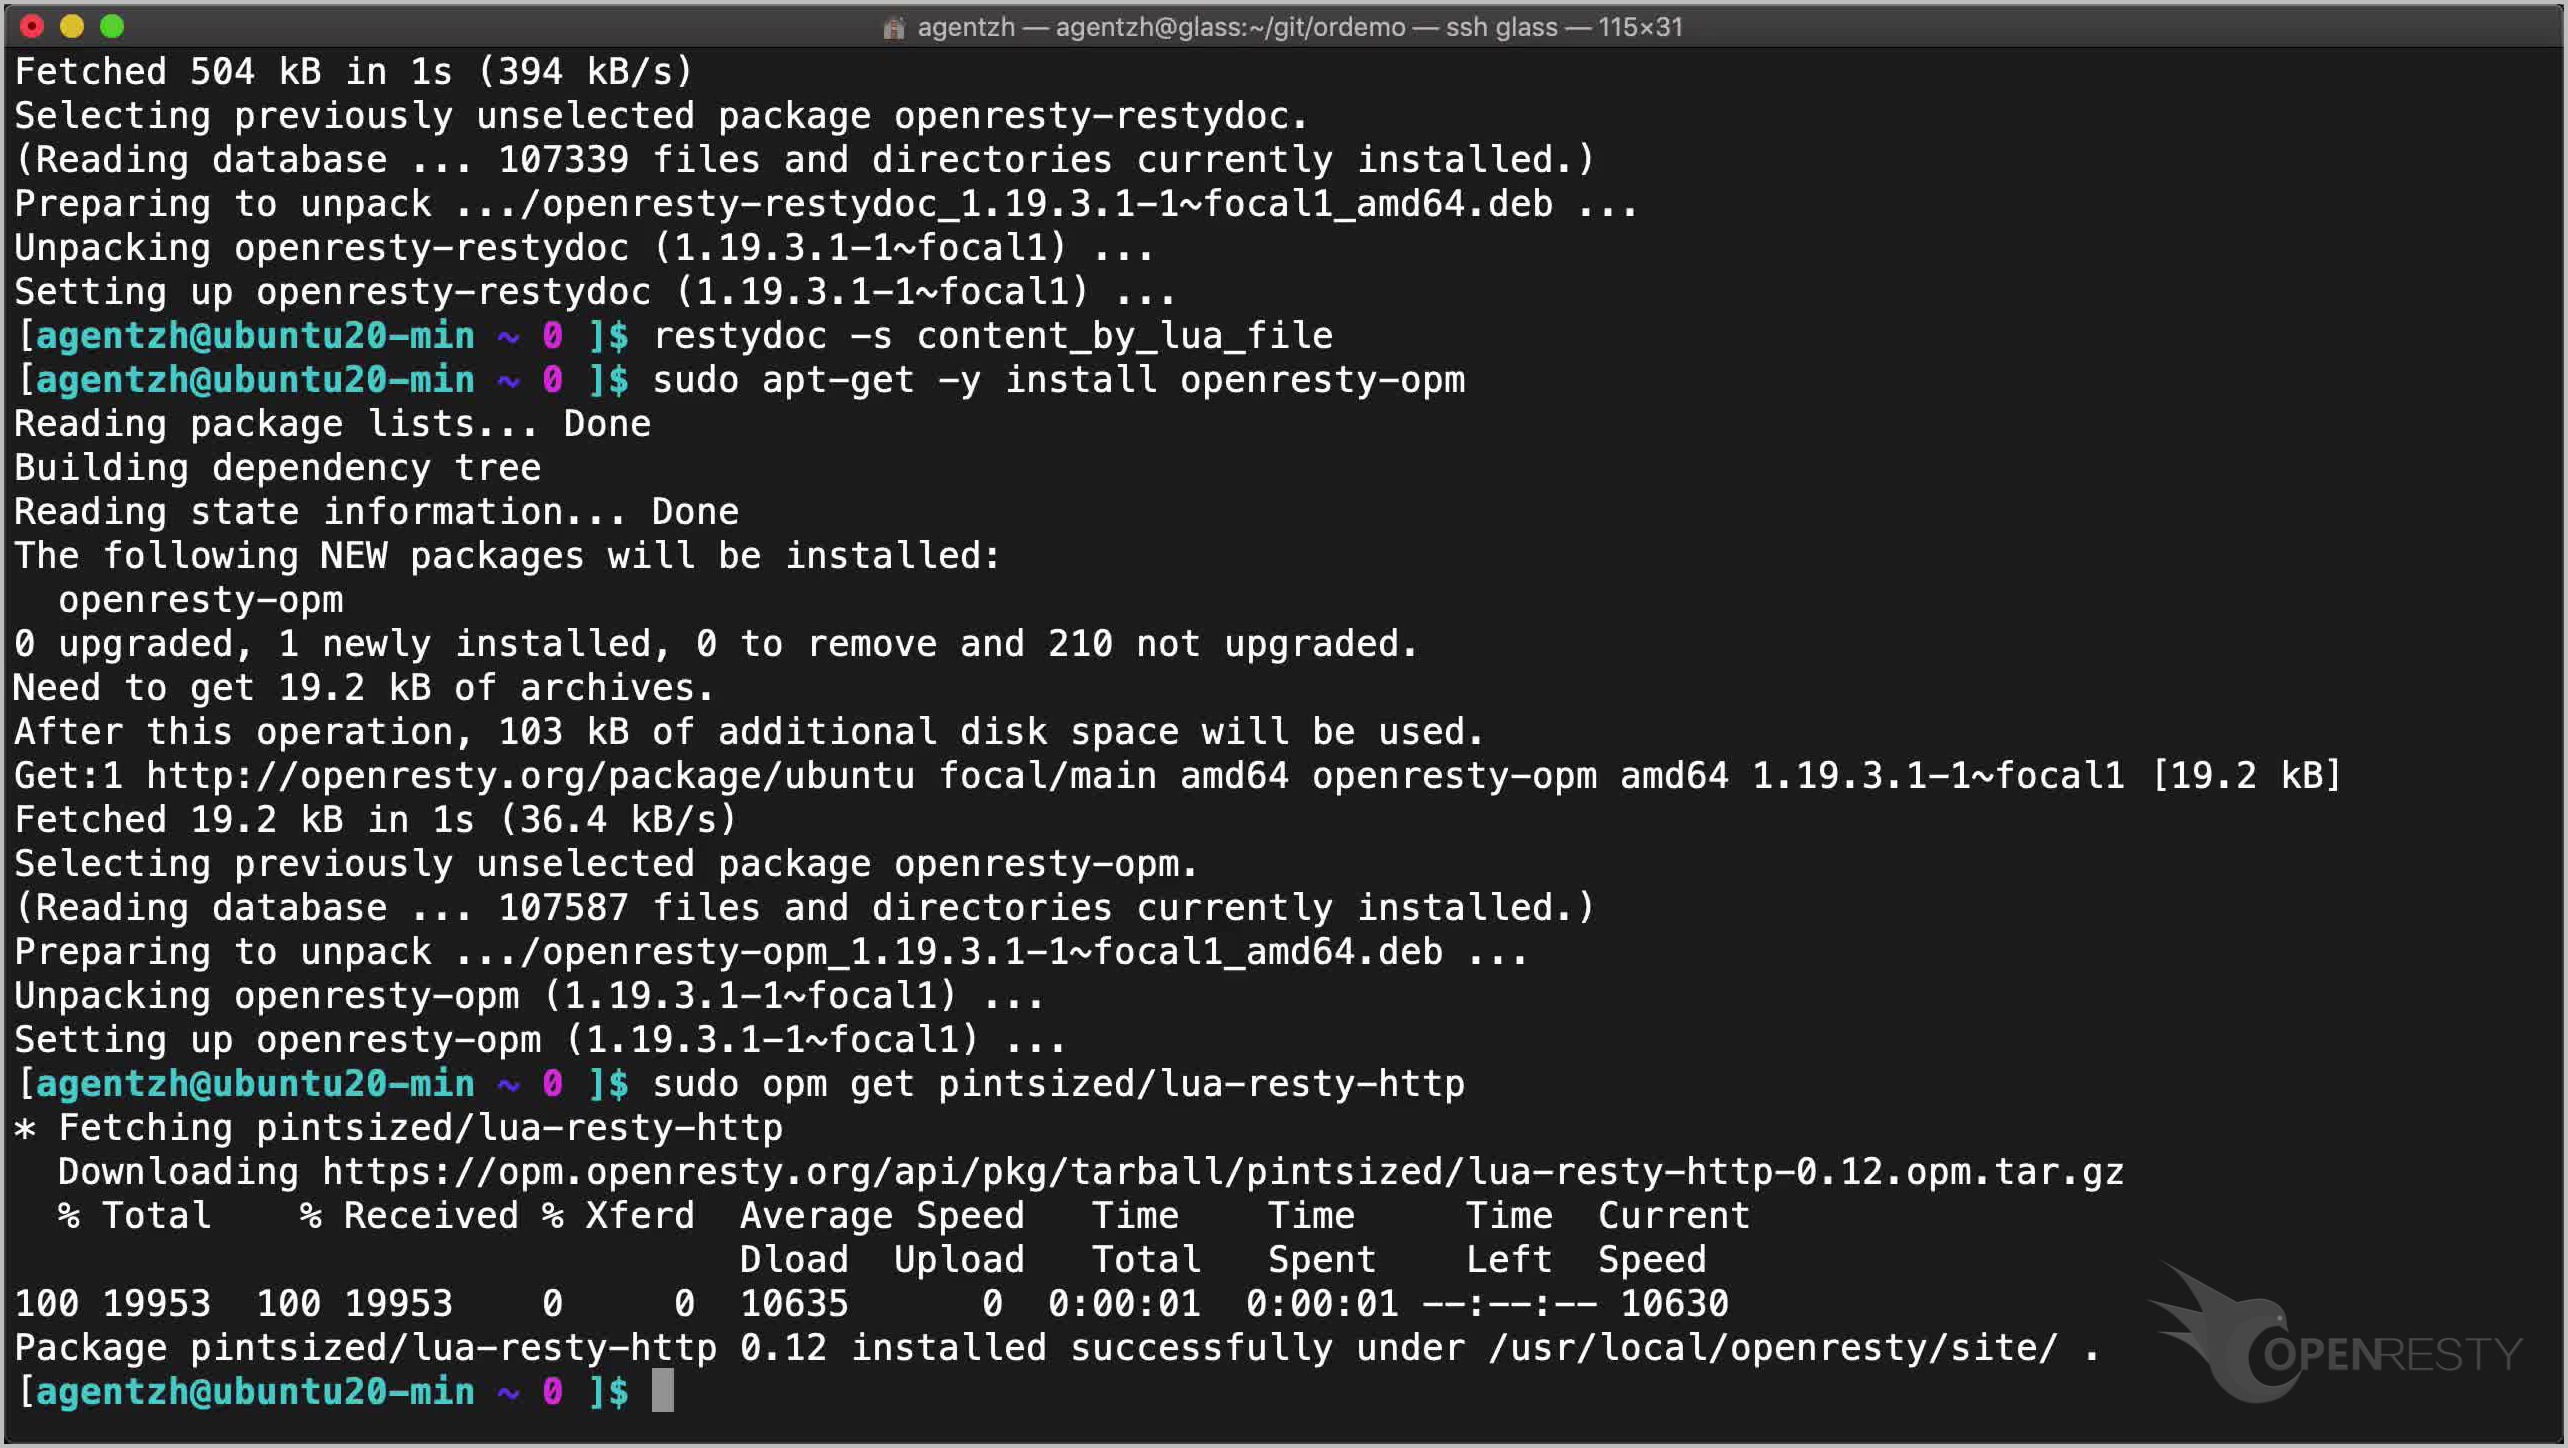 agentzh — agentzh@glass:~/git/ordemo — ssh glass — 115×31
Fetched 504 kB in 1s (394 kB/s)
Selecting previously unselected package openresty-restydoc.
(Reading database ... 107339 files and directories currently installed.)
Preparing to unpack .../openresty-restydoc_1.19.3.1-1~focal1_amd64.deb ...
Unpacking openresty-restydoc (1.19.3.1-1~focal1) ...
Setting up openresty-restydoc (1.19.3.1-1~focal1) ...
[agentzh@ubuntu20-min ~ 0 ]$ restydoc -s content_by_lua_file
[agentzh@ubuntu20-min ~ 0 ]$ sudo apt-get -y install openresty-opm
Reading package lists... Done
Building dependency tree
Reading state information... Done
The following NEW packages will be installed:
  openresty-opm
0 upgraded, 1 newly installed, 0 to remove and 210 not upgraded.
Need to get 19.2 kB of archives.
After this operation, 103 kB of additional disk space will be used.
Get:1 http://openresty.org/package/ubuntu focal/main amd64 openresty-opm amd64 1.19.3.1-1~focal1 [19.2 kB]
Fetched 19.2 kB in 1s (36.4 kB/s)
Selecting previously unselected package openresty-opm.
(Reading database ... 107587 files and directories currently installed.)
Preparing to unpack .../openresty-opm_1.19.3.1-1~focal1_amd64.deb ...
Unpacking openresty-opm (1.19.3.1-1~focal1) ...
Setting up openresty-opm (1.19.3.1-1~focal1) ...
[agentzh@ubuntu20-min ~ 0 ]$ sudo opm get pintsized/lua-resty-http
* Fetching pintsized/lua-resty-http
  Downloading https://opm.openresty.org/api/pkg/tarball/pintsized/lua-resty-http-0.12.opm.tar.gz
  % Total    % Received % Xferd  Average Speed   Time    Time     Time  Current
                                 Dload  Upload   Total   Spent    Left  Speed
100 19953  100 19953    0     0  10635      0  0:00:01  0:00:01 --:--:-- 10630
Package pintsized/lua-resty-http 0.12 installed successfully under /usr/local/openresty/site/ .
[agentzh@ubuntu20-min ~ 0 ]$
OPENRESTY